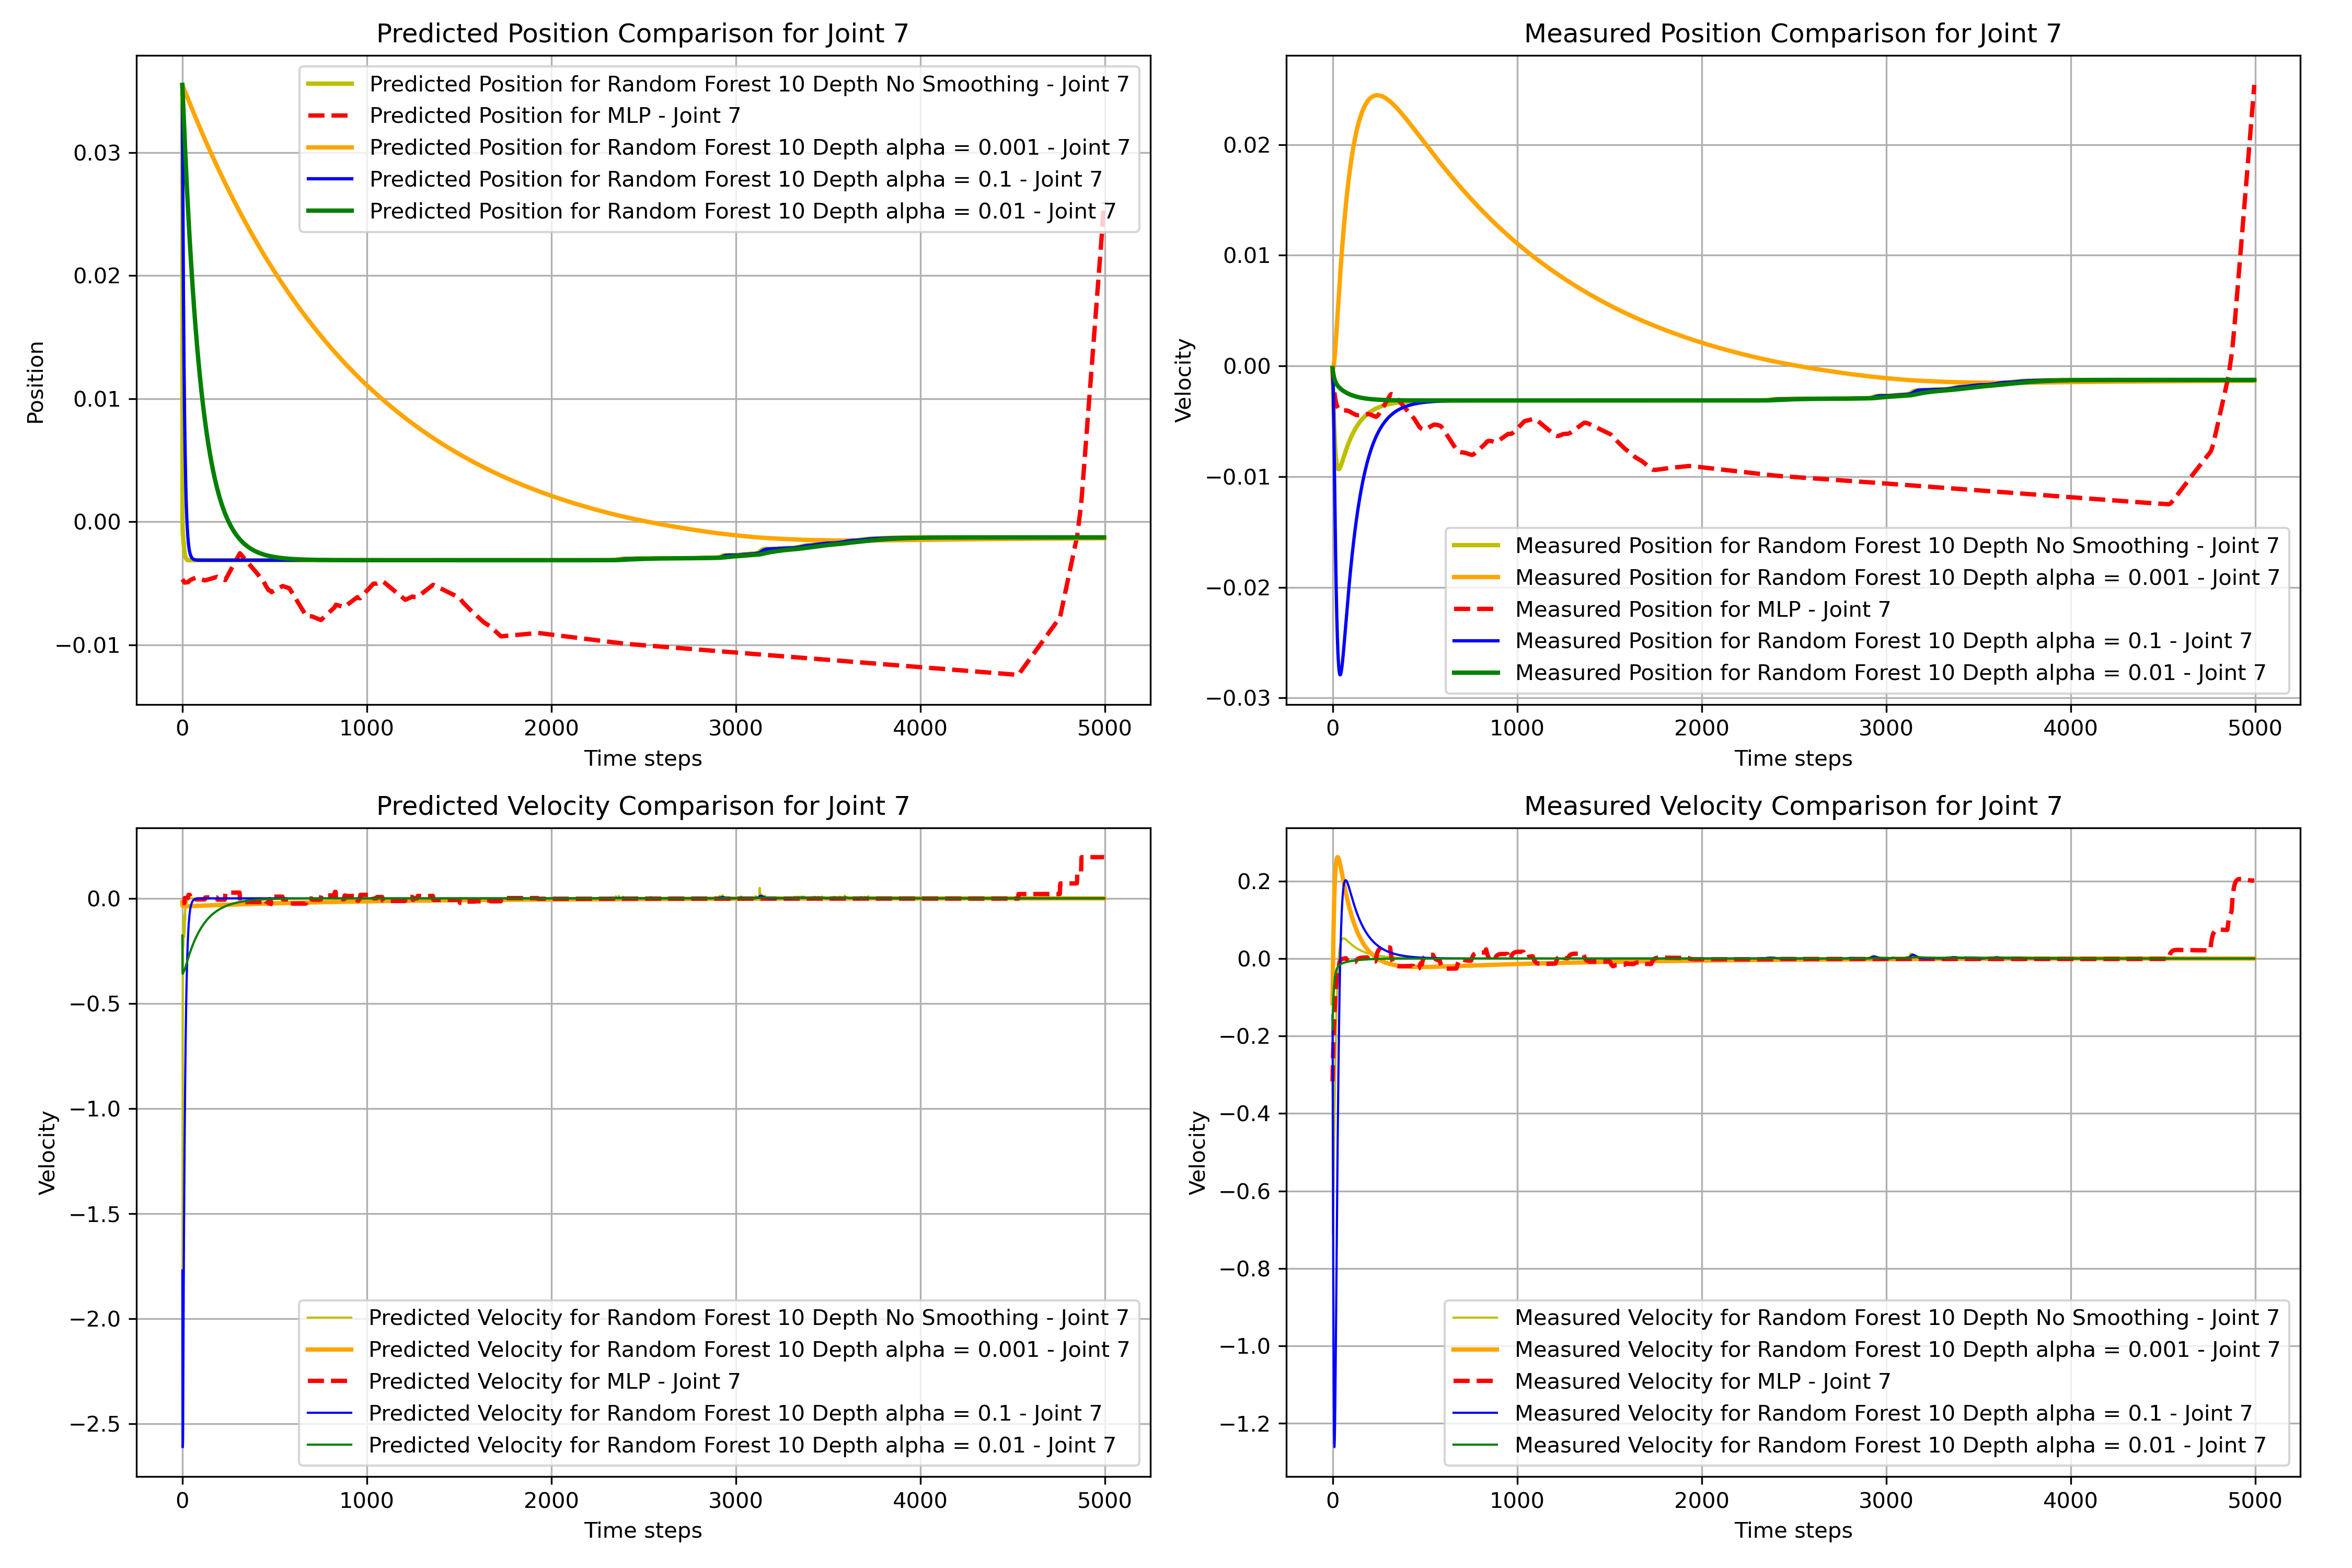 Predicted Position Comparison for Joint 7
Predicted Position for Random Forest 10 Depth No Smoothing - Joint 7
Predicted Position for MLP - Joint 7
Predicted Position for Random Forest 10 Depth alpha = 0.001 - Joint 7
Predicted Position for Random Forest 10 Depth alpha = 0.1 - Joint 7
Predicted Position for Random Forest 10 Depth alpha = 0.01 - Joint 7
Position
0.03
0.02
0.01
0.00
−0.01
0 1000 2000 3000 4000 5000
Time steps
Measured Position Comparison for Joint 7
Velocity
0.02
0.01
0.00
−0.01
−0.02
−0.03
Measured Position for Random Forest 10 Depth No Smoothing - Joint 7
Measured Position for Random Forest 10 Depth alpha = 0.001 - Joint 7
Measured Position for MLP - Joint 7
Measured Position for Random Forest 10 Depth alpha = 0.1 - Joint 7
Measured Position for Random Forest 10 Depth alpha = 0.01 - Joint 7
0 1000 2000 3000 4000 5000
Time steps
Predicted Velocity Comparison for Joint 7
Velocity
0.0
−0.5
−1.0
−1.5
−2.0
−2.5
Predicted Velocity for Random Forest 10 Depth No Smoothing - Joint 7
Predicted Velocity for Random Forest 10 Depth alpha = 0.001 - Joint 7
Predicted Velocity for MLP - Joint 7
Predicted Velocity for Random Forest 10 Depth alpha = 0.1 - Joint 7
Predicted Velocity for Random Forest 10 Depth alpha = 0.01 - Joint 7
0 1000 2000 3000 4000 5000
Time steps
Measured Velocity Comparison for Joint 7
Velocity
0.2
0.0
−0.2
−0.4
−0.6
−0.8
−1.0
−1.2
Measured Velocity for Random Forest 10 Depth No Smoothing - Joint 7
Measured Velocity for Random Forest 10 Depth alpha = 0.001 - Joint 7
Measured Velocity for MLP - Joint 7
Measured Velocity for Random Forest 10 Depth alpha = 0.1 - Joint 7
Measured Velocity for Random Forest 10 Depth alpha = 0.01 - Joint 7
0 1000 2000 3000 4000 5000
Time steps